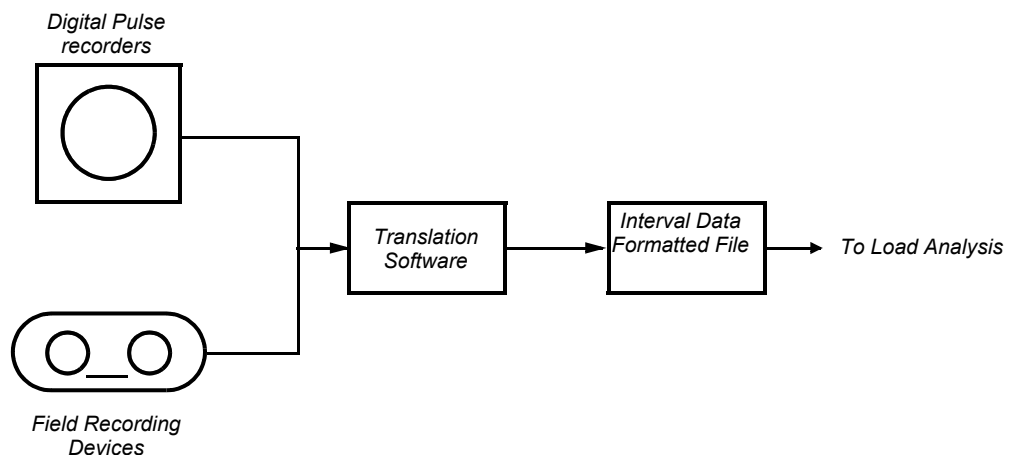 Digital Pulse
recorders
Translation
Software
Interval Data
Formatted File
To Load Analysis
Field Recording
Devices